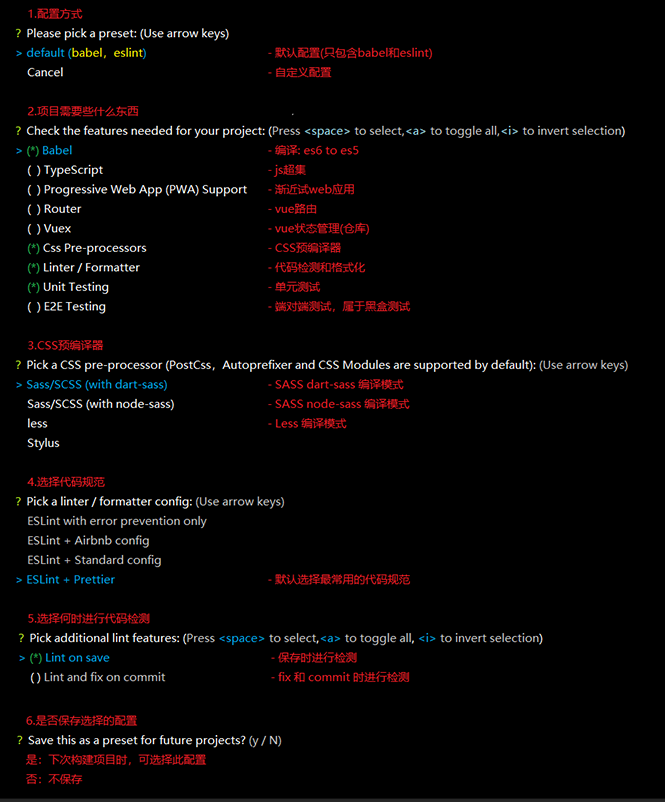 1.配置方式
? Please pick a preset: (Use arrow keys)
> default (babel，eslint) - 默认配置(只包含babel和eslint)
Cancel - 自定义配置
2.项目需要些什么东西
? Check the features needed for your project: (Press <space> to select,<a> to toggle all,<i> to invert selection)
> (*) Babel - 编译: es6 to es5
( ) TypeScript - js超集
( ) Progressive Web App (PWA) Support - 渐近试web应用
( ) Router - vue路由
( ) Vuex - vue状态管理(仓库)
(*) Css Pre-processors - CSS预编译器
(*) Linter / Formatter - 代码检测和格式化
(*) Unit Testing - 单元测试
( ) E2E Testing - 端对端测试，属于黑盒测试
3.CSS预编译器
? Pick a CSS pre-processor (PostCss，Autoprefixer and CSS Modules are supported by default): (Use arrow keys)
> Sass/SCSS (with dart-sass) - SASS dart-sass 编译模式
Sass/SCSS (with node-sass) - SASS node-sass 编译模式
less - Less 编译模式
Stylus
4.选择代码规范
? Pick a linter / formatter config: (Use arrow keys)
ESLint with error prevention only
ESLint + Airbnb config
ESLint + Standard config
> ESLint + Prettier - 默认选择最常用的代码规范
5.选择何时进行代码检测
? Pick additional lint features: (Press <space> to select,<a> to toggle all, <i> to invert selection)
> (*) Lint on save - 保存时进行检测
( ) Lint and fix on commit - fix 和 commit 时进行检测
6.是否保存选择的配置
? Save this as a preset for future projects? (y / N)
是：下次构建项目时，可选择此配置
否：不保存